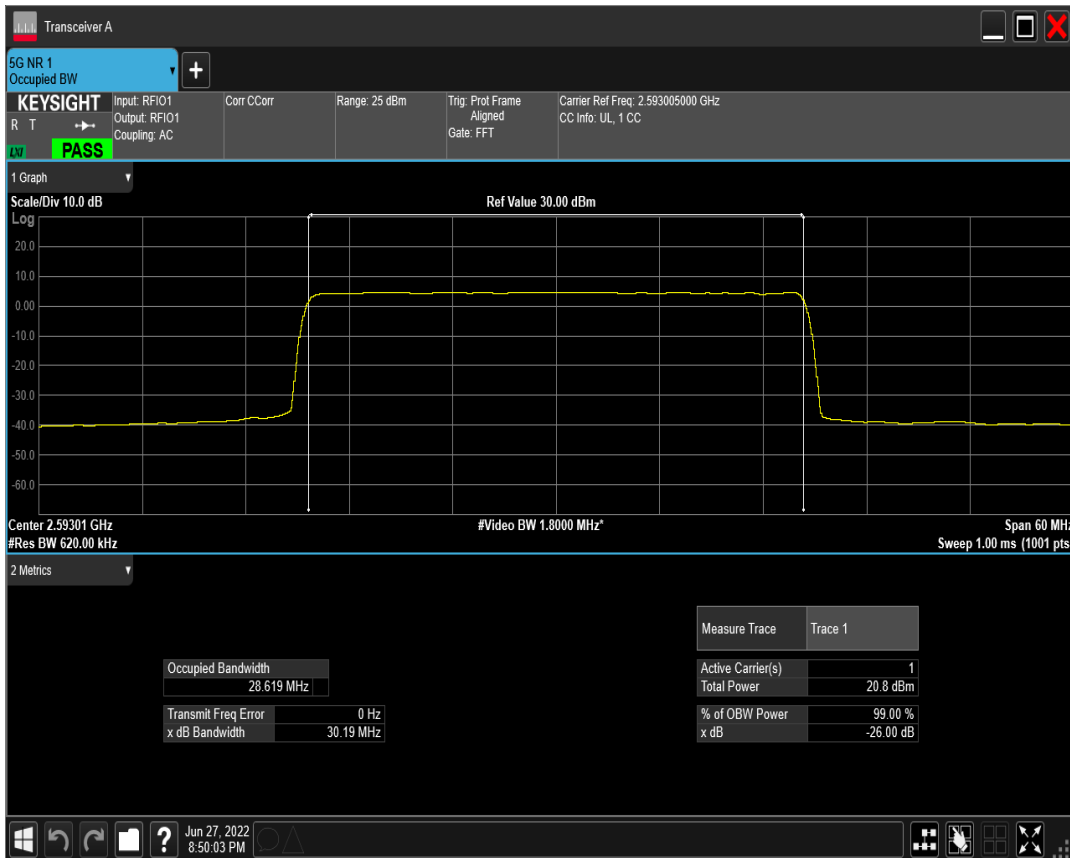 Transceiver A
5G NR 1
Occupied BW
KEYSIGHT
R T
LXI
PASS
Input: RFIO1
Output: RFIO1
Coupling: AC
Corr CCorr
Range: 25 dBm
Trig: Prot Frame
Aligned
Gate: FFT
Carrier Ref Freq: 2.593005000 GHz
CC Info: UL, 1 CC
1 Graph
Scale/Div 10.0 dB
Ref Value 30.00 dBm
Log
20.0
10.0
0.00
-10.0
-20.0
-30.0
-40.0
-50.0
-60.0
Center 2.59301 GHz
#Video BW 1.8000 MHz*
Span 60 MHz
#Res BW 620.00 kHz
Sweep 1.00 ms (1001 pts
2 Metrics
Measure Trace Trace 1
Occupied Bandwidth
28.619 MHz
Active Carrier(s) 1
Total Power 20.8 dBm
Transmit Freq Error 0 Hz
x dB Bandwidth 30.19 MHz
% of OBW Power 99.00 %
x dB -26.00 dB
?
Jun 27, 2022
8:50:03 PM